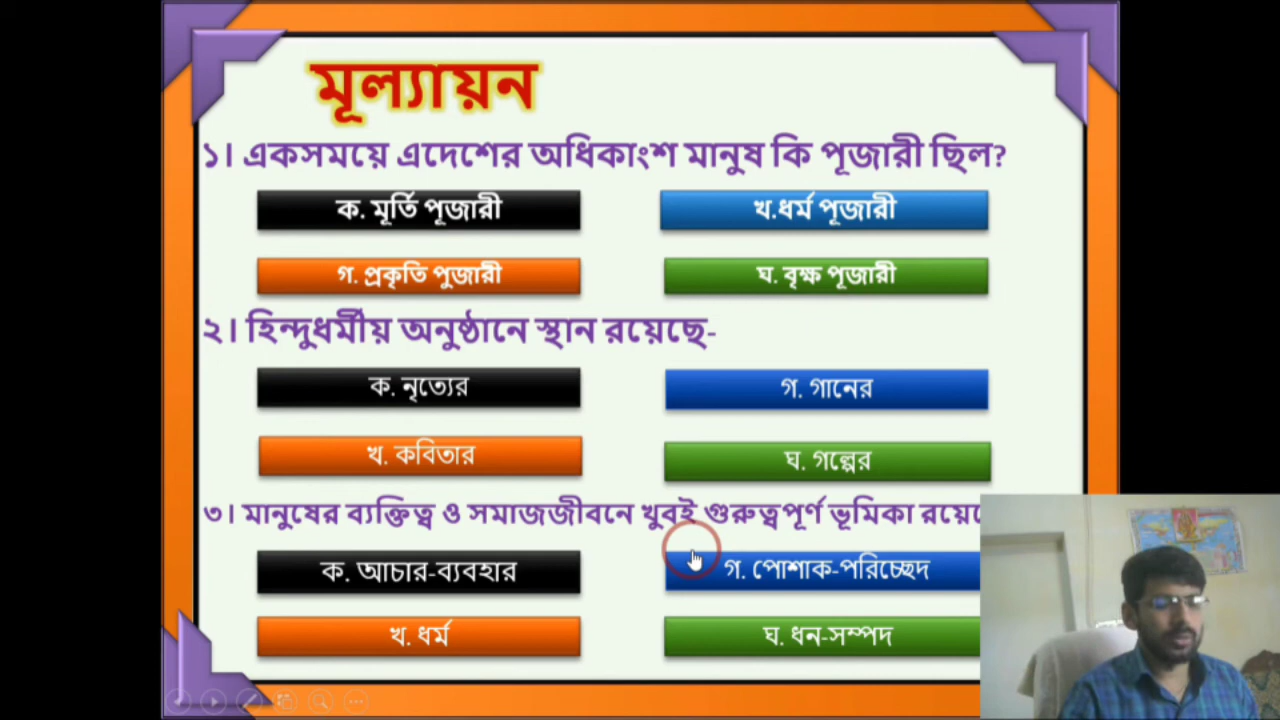 মূল্যায়ন
১। একসময়ে এদেশের অধিকাংশ মানুষ কি পূজারী ছিল?
ক. মূর্তি পূজারী
খ.ধর্ম পূজারী
গ. প্রকৃতি পুজারী
ঘ. বৃক্ষ পূজারী
২। হিন্দুধর্মীয় অনুষ্ঠানে স্থান রয়েছে-
ক. নৃত্যের
গ. গানের
খ. কবিতার
ঘ. গল্পের
৩। মানুষের ব্যক্তিত্ব ও সমাজজীবনে খুবই গুরুত্বপূর্ণ ভূমিকা
ক. আচার-ব্যবহার
গ. পোশাক-পরিচ্ছেদ
খ. ধর্ম
ঘ. ধন-সম্পদ